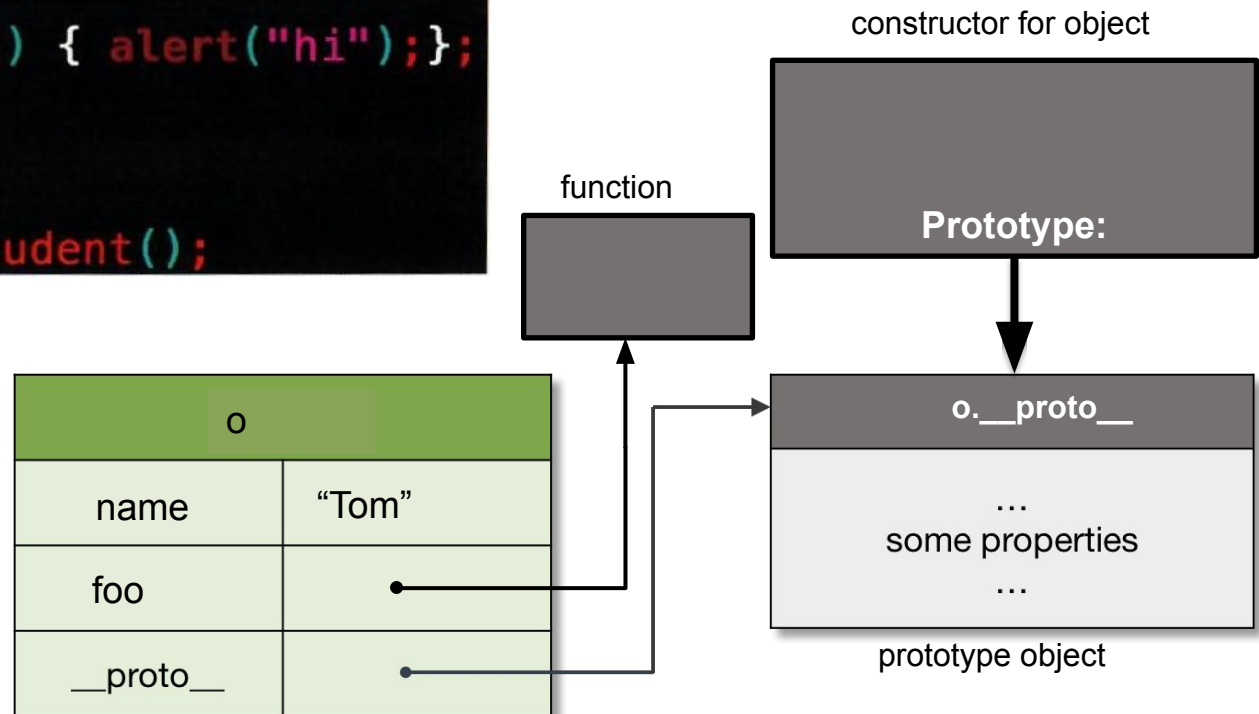 ) { alert("hi");};
udent();
constructor for object
Prototype:
function
o
name “Tom”
foo
__proto__
o.__proto__
...
some properties
...
prototype object